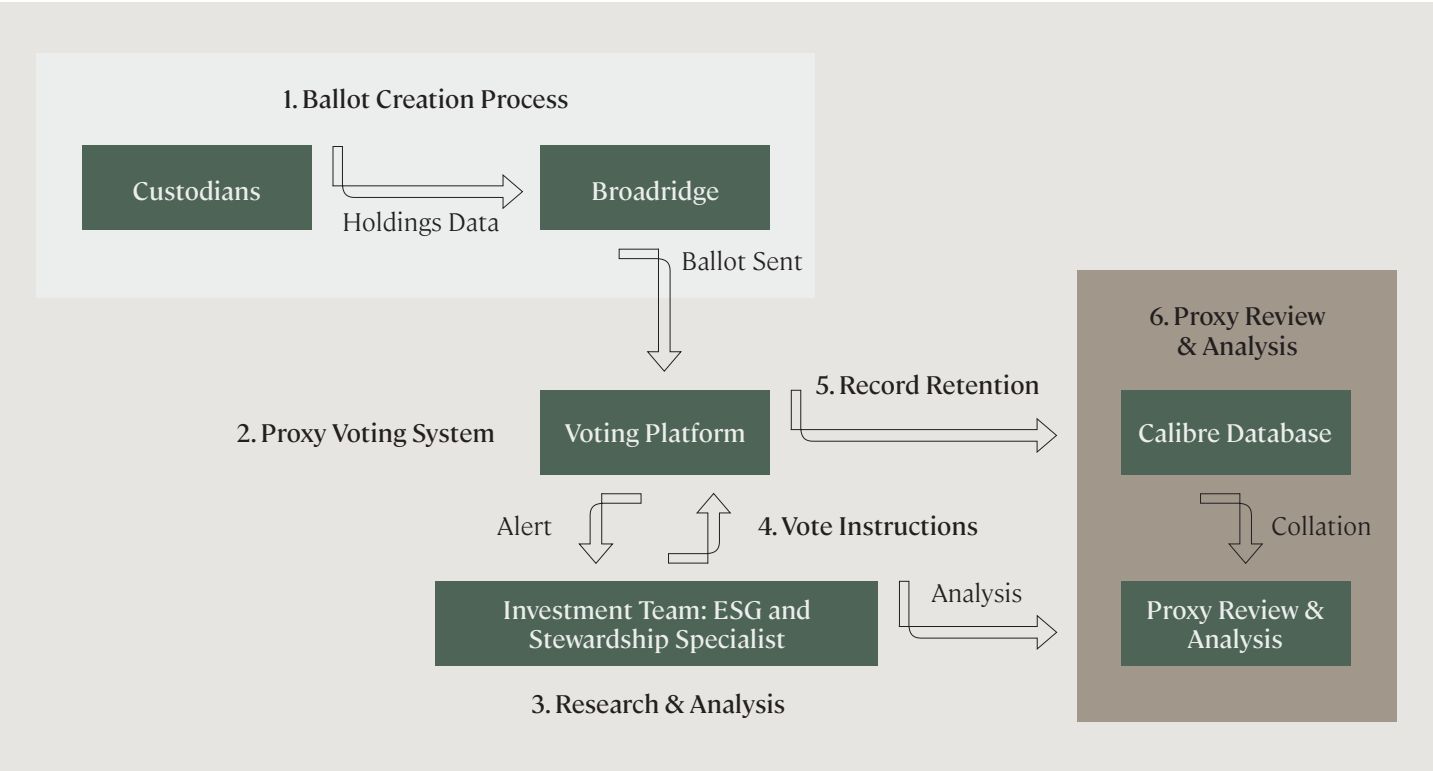 1. Ballot Creation Process
Custodians
Holdings Data
Broadridge
Ballot Sent
2. Proxy Voting System
Voting Platform
5. Record Retention
6. Proxy Review
& Analysis
Calibre Database
Alert
4. Vote Instructions
Collation
Investment Team: ESG and
Stewardship Specialist
Analysis
Proxy Review &
Analysis
3. Research & Analysis